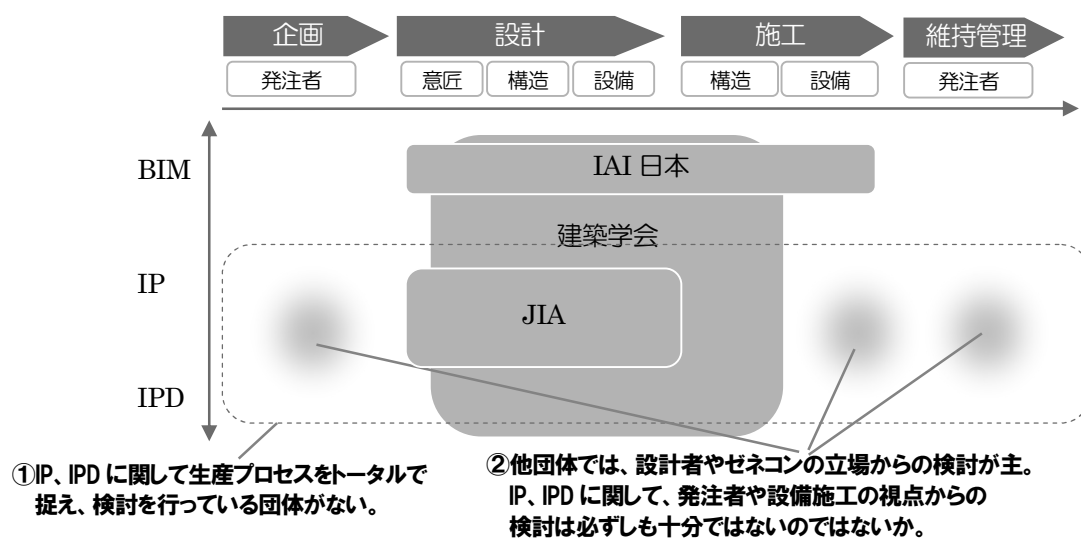 企画 設計 施工 維持管理
発注者 意匠 構造 設備 構造 設備 発注者
BIM
IAI 日本
建築学会
IP
JIA
IPD
①IP、IPD に関して生産プロセスをトータルで
捉え、検討を行っている団体がない。
②他団体では、設計者やゼネコンの立場からの検討が主。
IP、IPD に関して、発注者や設備施工の視点からの
検討は必ずしも十分ではないのではないか。